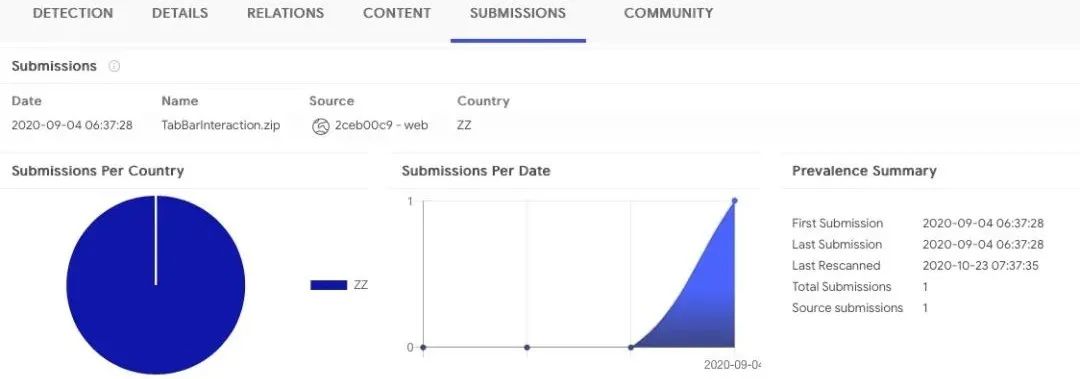 DETECTION DETAILS RELATIONS CONTENT SUBMISSIONS COMMUNITY
Submissions
Date Name Source Country
2020-09-04 06:37:28 TabBarInteraction.zip 2ceb00c9 - web ZZ
Submissions Per Country
ZZ
Submissions Per Date
1
0
2020-09-04
Prevalence Summary
First Submission 2020-09-04 06:37:28
Last Submission 2020-09-04 06:37:28
Last Rescanned 2020-10-23 07:37:35
Total Submissions 1
Source submissions 1